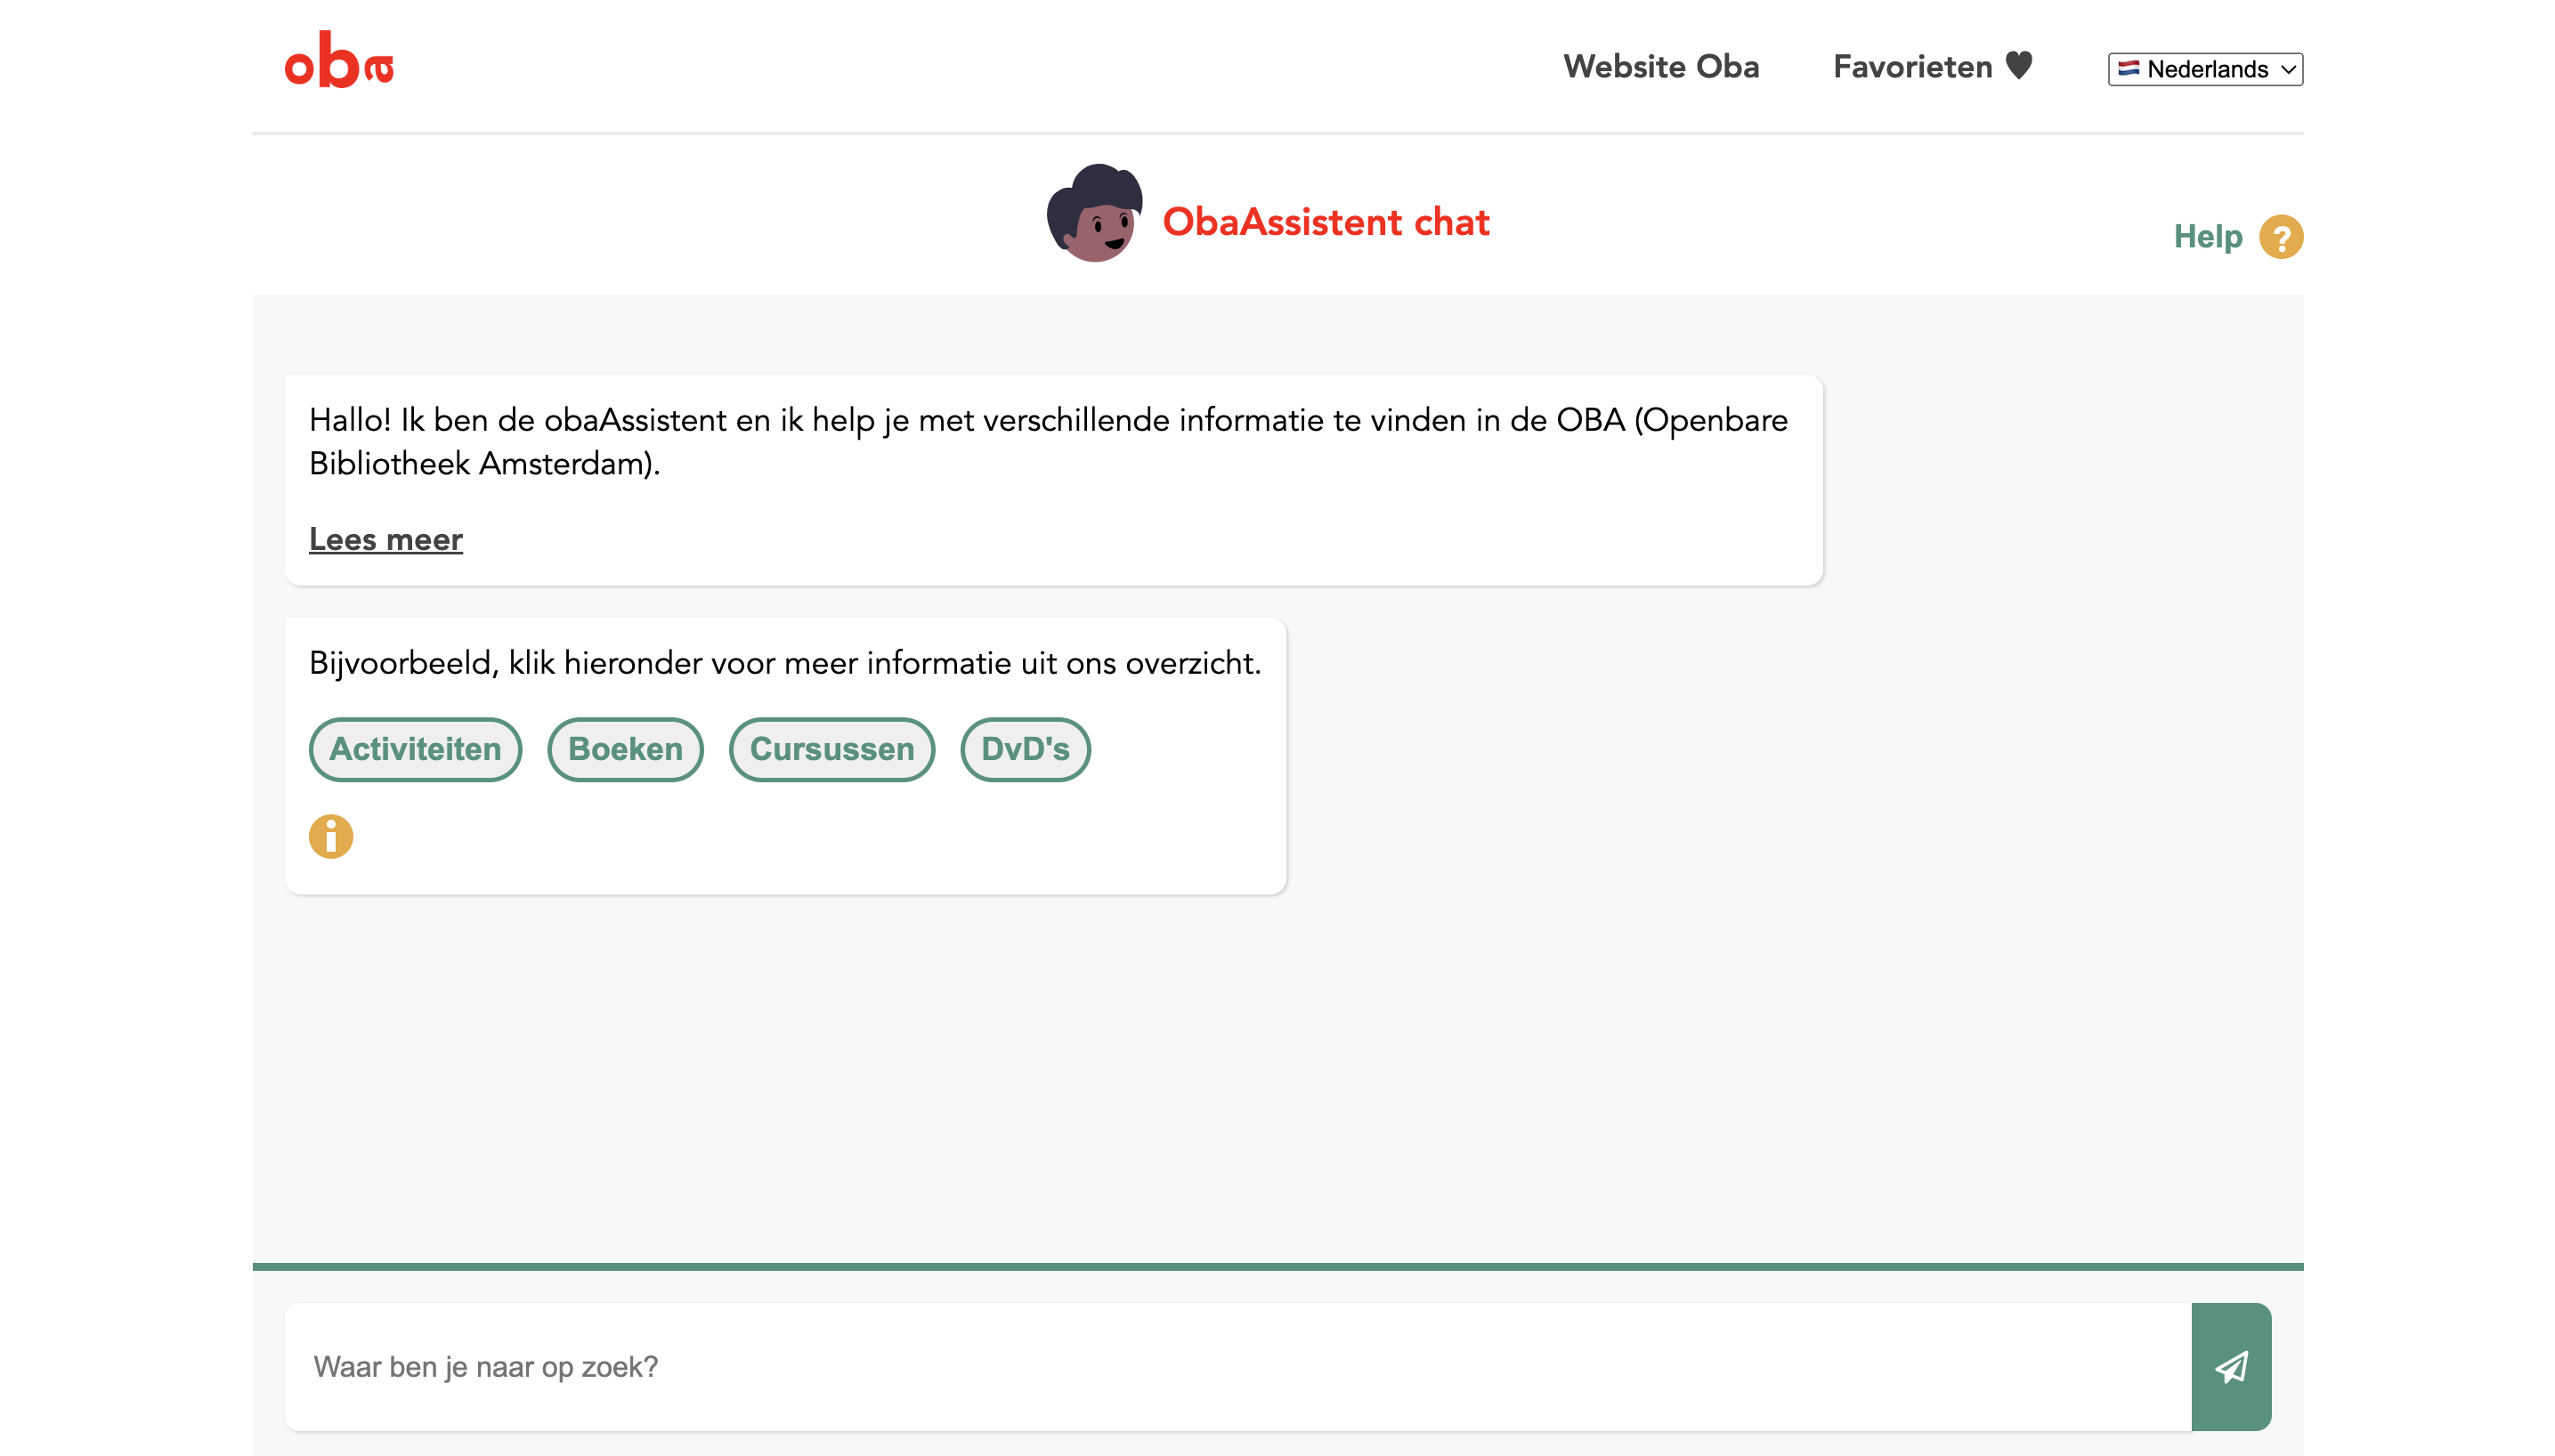 oba
Website Oba
Favorieten
Nederlands
ObaAssistent chat
Help ?
Hallo! Ik ben de obaAssistent en ik help je met verschillende informatie te vinden in de OBA (Openbare
Bibliotheek Amsterdam).
Lees meer
Bijvoorbeeld, klik hieronder voor meer informatie uit ons overzicht.
Activiteiten
Boeken
Cursussen
DvD's
i
Waar ben je naar op zoek?